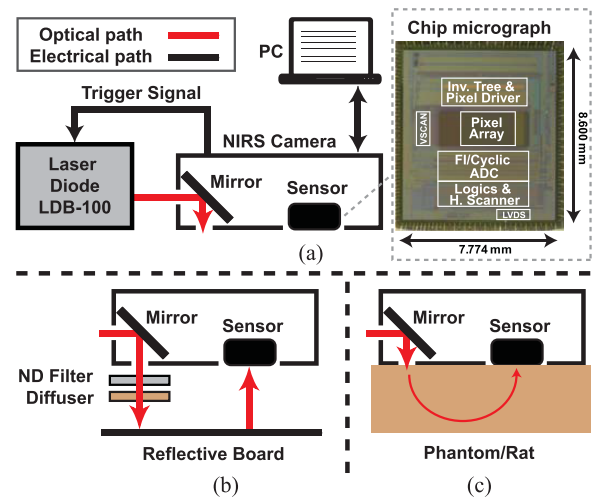 Optical path
Electrical path
Trigger Signal
PC
Chip micrograph
Inv. Tree &
Pixel Driver
VSCAN
Pixel
Array
FI/Cyclic
ADC
Logics &
H. Scanner
LVDS
8.600 mm
7.774 mm
NIRS Camera
Laser
Diode
LDB-100
Mirror
Sensor
(a)
Mirror
Sensor
ND Filter
Diffuser
Reflective Board
(b)
Mirror
Sensor
Phantom/Rat
(c)